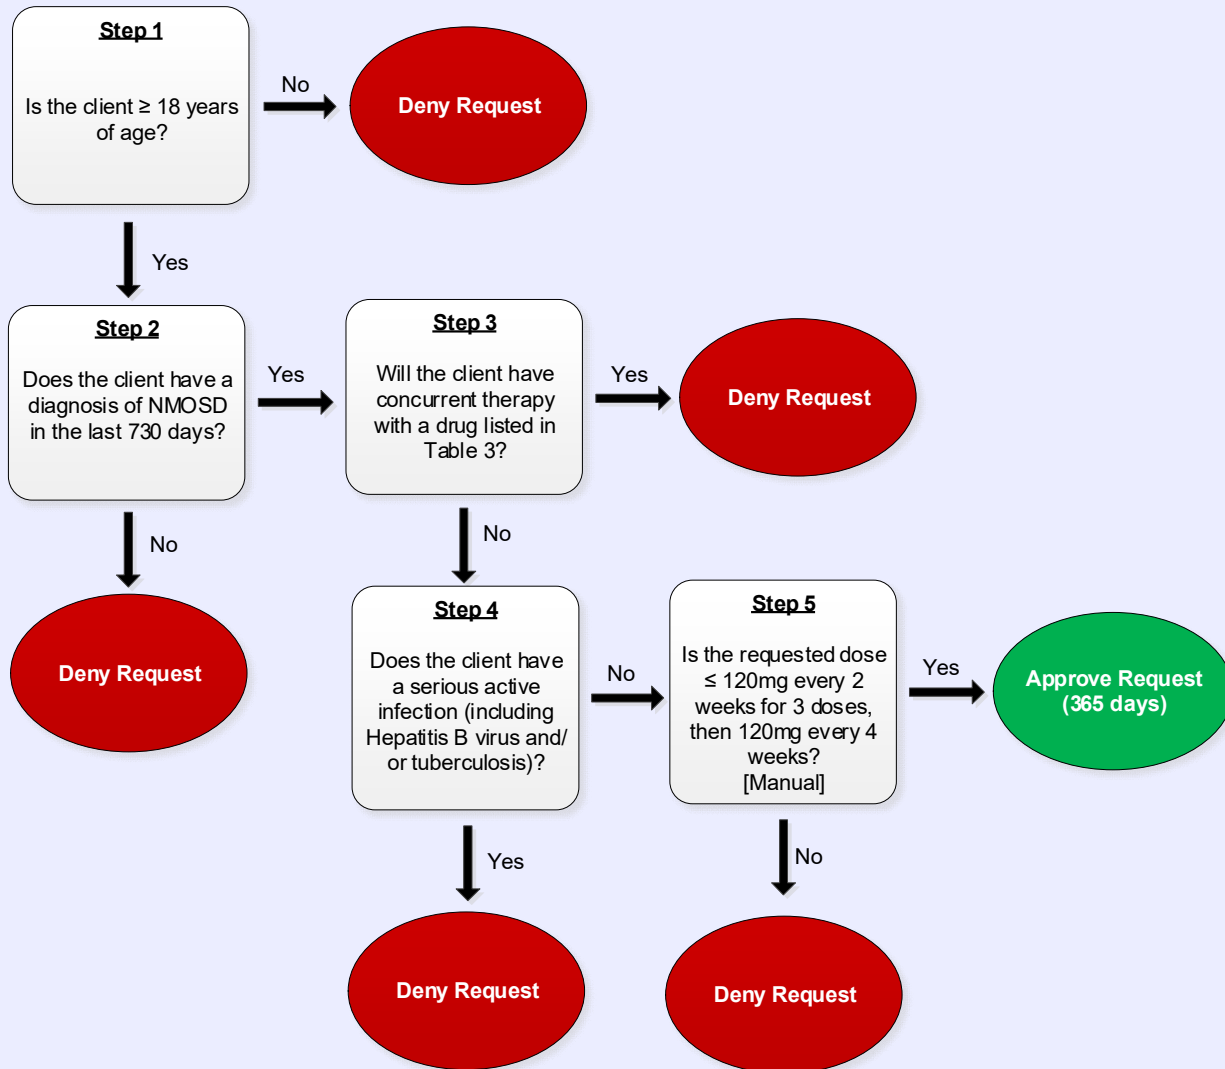 Step 1
Is the client ≥ 18 years
of age?
No
Deny Request
Yes
Step 2
Does the client have a
diagnosis of NMOSD
in the last 730 days?
Yes
Step 3
Will the client have
concurrent therapy
with a drug listed in
Table 3?
Yes
Deny Request
No
Deny Request
No
Step 4
Does the client have
a serious active
infection (including
Hepatitis B virus and/
or tuberculosis)?
No
Step 5
Is the requested dose
≤ 120mg every 2
weeks for 3 doses,
then 120mg every 4
weeks?
[Manual]
Yes
Approve Request
(365 days)
Yes
Deny Request
No
Deny Request